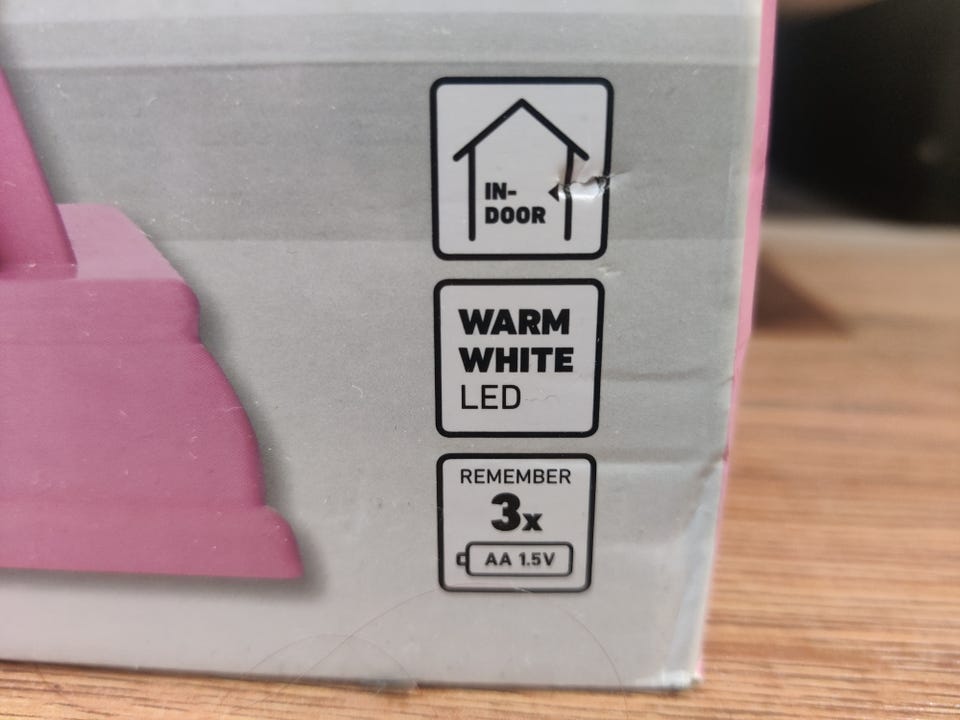 IN-
DOOR
WARM
WHITE
LED
REMEMBER
3x
AA 1.5V